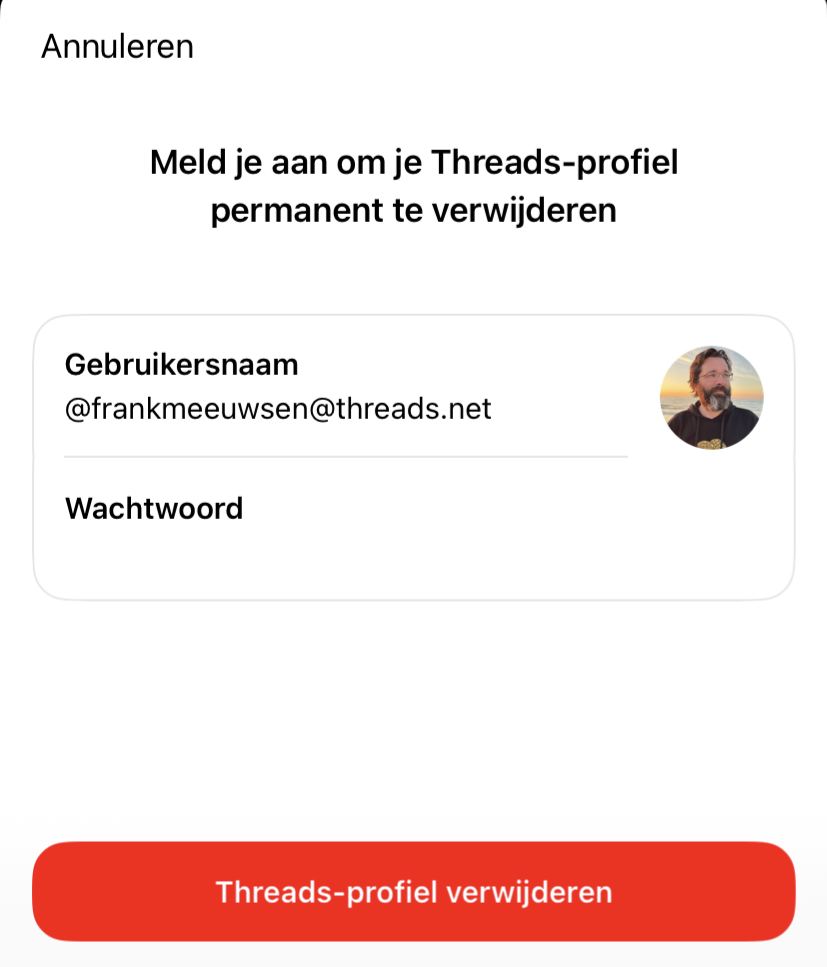 Annuleren
Meld je aan om je Threads-profiel
permanent te verwijderen
Gebruikersnaam
@frankmeeuwsen@threads.net
Wachtwoord
Threads-profiel verwijderen